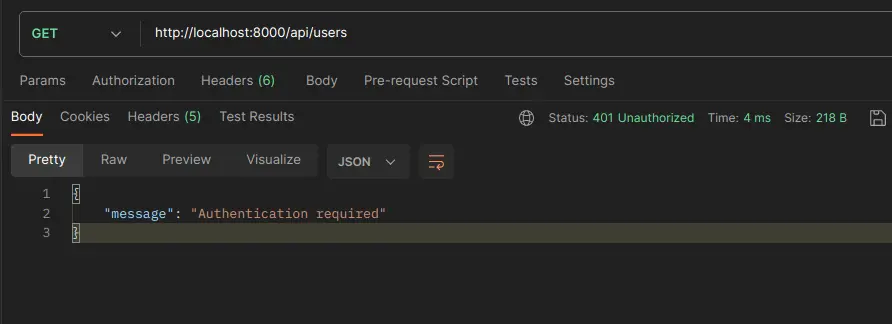 GET http://localhost:8000/api/users
Params Authorization Headers (6) Body Pre-request Script Tests Settings
Body Cookies Headers (5) Test Results Status: 401 Unauthorized Time: 4 ms Size: 218 B
Pretty Raw Preview Visualize JSON
1 {
2 "message": "Authentication required"
3 }